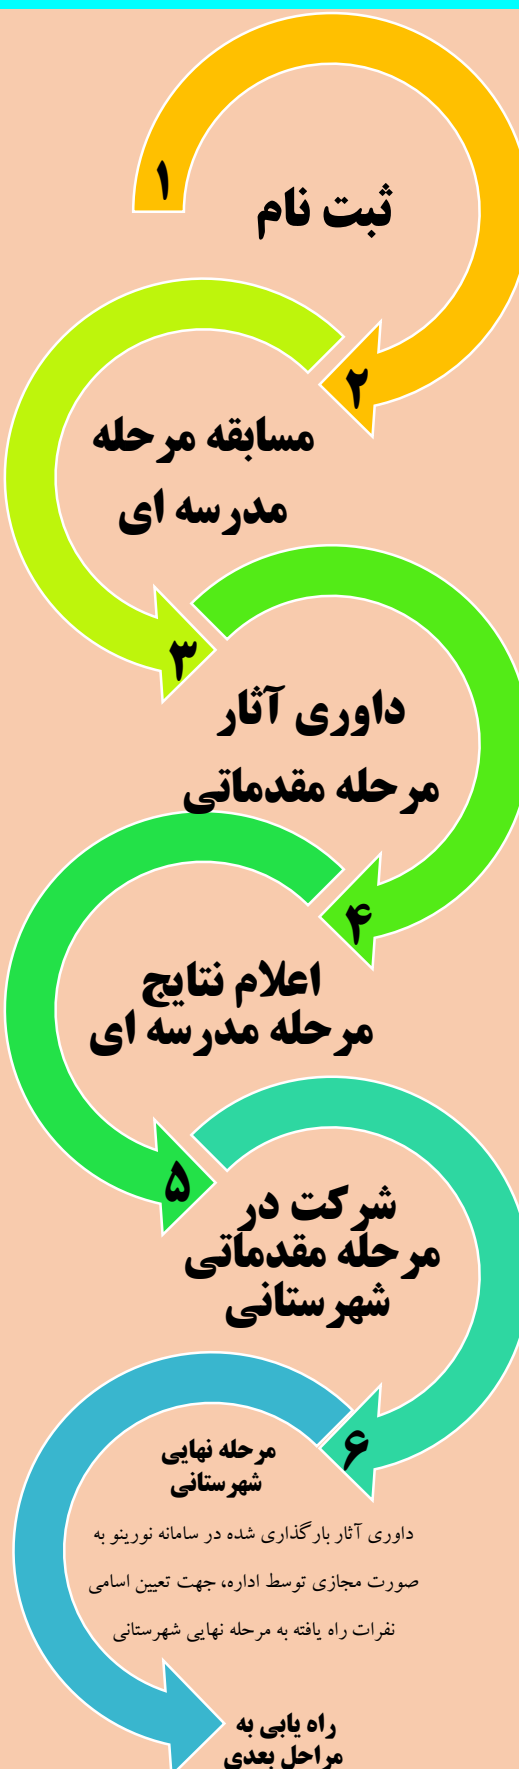 ۱
ثبت نام
۲
مسابقه مرحله
مدرسه ای
۳
داوری آثار
مرحله مقدماتی
۴
اعلام نتایج
مرحله مدرسه ای
۵
شرکت در
مرحله مقدماتی
شهرستانی
۶
مرحله نهایی
شهرستانی
داوری آثار بارگذاری شده در سامانه نورینو به
صورت مجازی توسط اداره، جهت تعیین اسامی
نفرات راه یافته به مرحله نهایی شهرستانی
راه یابی به
مراحل بعدی